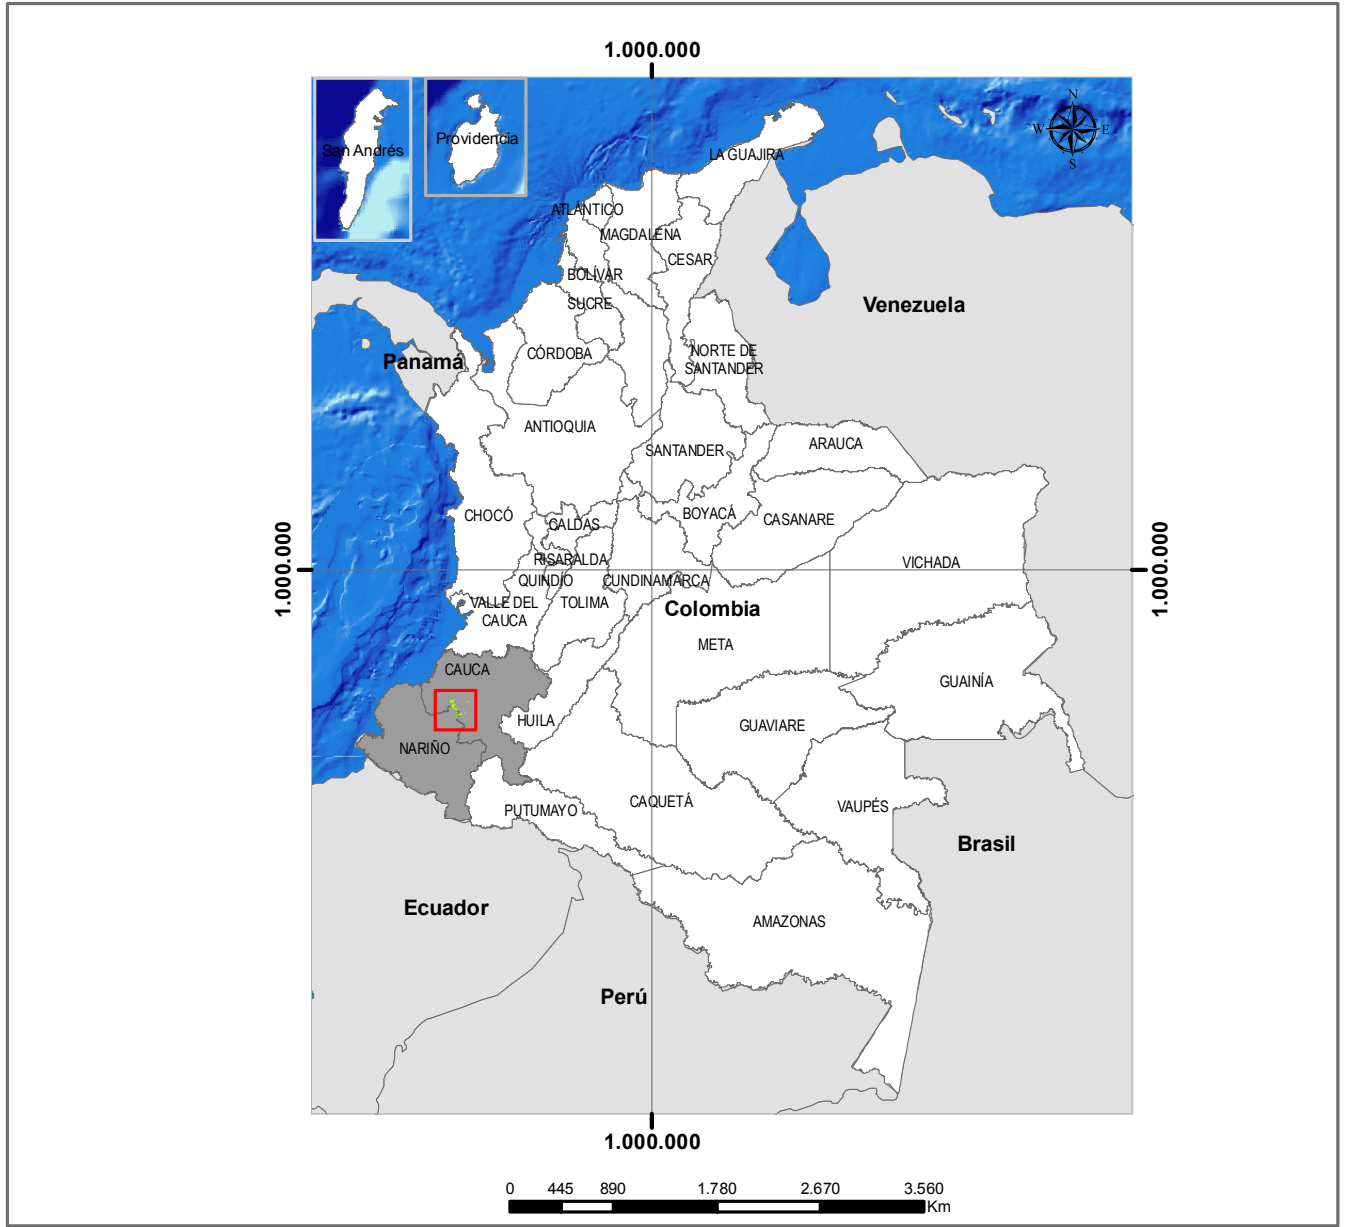 1.000.000
San Andrés
Providencia
N
W
E
S
LA GUAJIRA
ATLÁNTICO
MAGDALENA
CESAR
BOLÍVAR
SUCRE
Venezuela
Panamá
CÓRDOBA
NORTE DE
SANTANDER
ANTIOQUIA
SANTANDER
ARAUCA
CHOCÓ
CALDAS
BOYACÁ
CASANARE
1.000.000
1.000.000
RISARALDA
VICHADA
QUINDÍO
CUNDINAMARCA
VALLE DEL
CAUCA
TOLIMA
Colombia
META
CAUCA
GUAINÍA
HUILA
GUAVIARE
NARIÑO
PUTUMAYO
CAQUETÁ
VAUPÉS
Brasil
Ecuador
AMAZONAS
Perú
1.000.000
0 445 890 1.780 2.670 3.560
Km